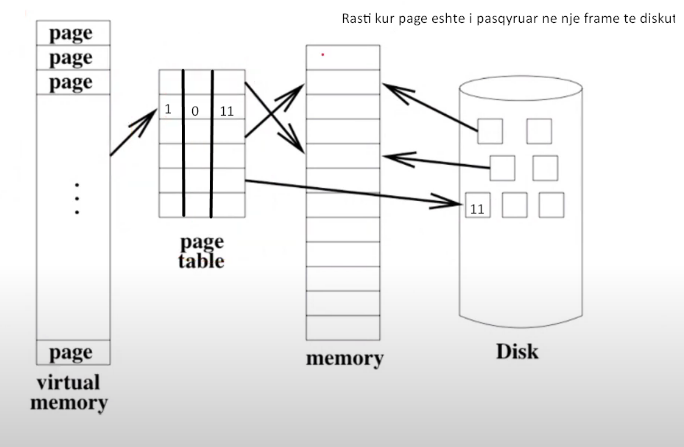 Rasti kur page eshte i pasqyruar ne nje frame te diskut
page
page
page
1 0 11
11
page
page
table
virtual
memory
memory
Disk